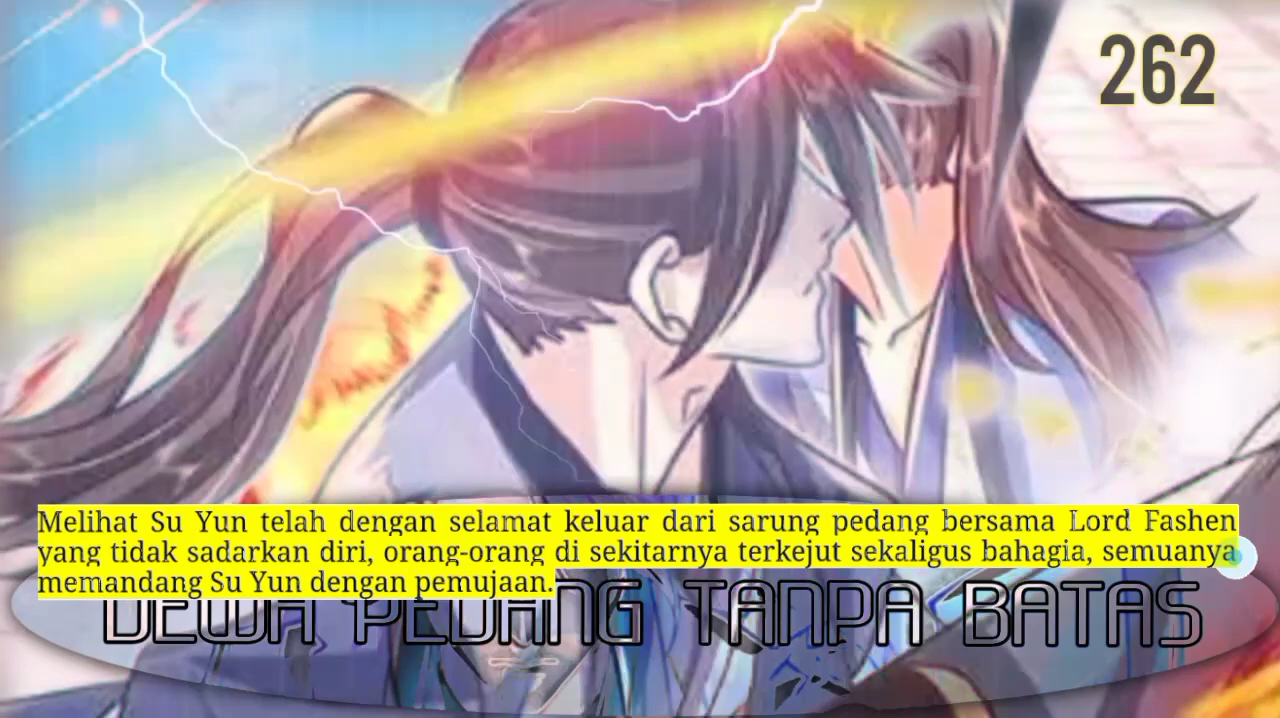 262
Melihat Su Yun telah dengan selamat keluar dari sarung pedang bersama Lord Fashen
yang tidak sadarkan diri, orang-orang di sekitarnya terkejut sekaligus bahagia, semuanya
memandang Su Yun dengan pemujaan.
DEWA PEDANG TANPA BATAS